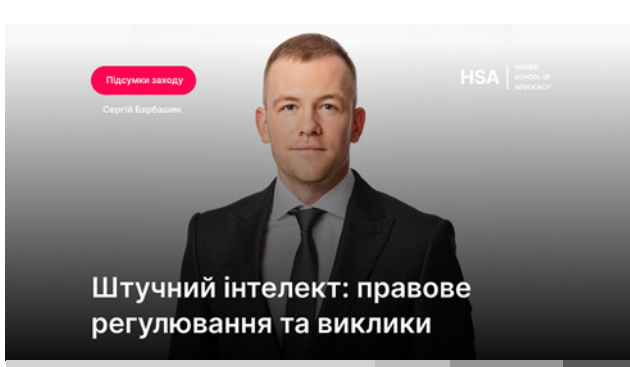 Підсумки заходу
Сергій Барбашин
HSA
HIGHER
SCHOOL OF
ADVOCACY
Штучний інтелект: правове
регулювання та виклики